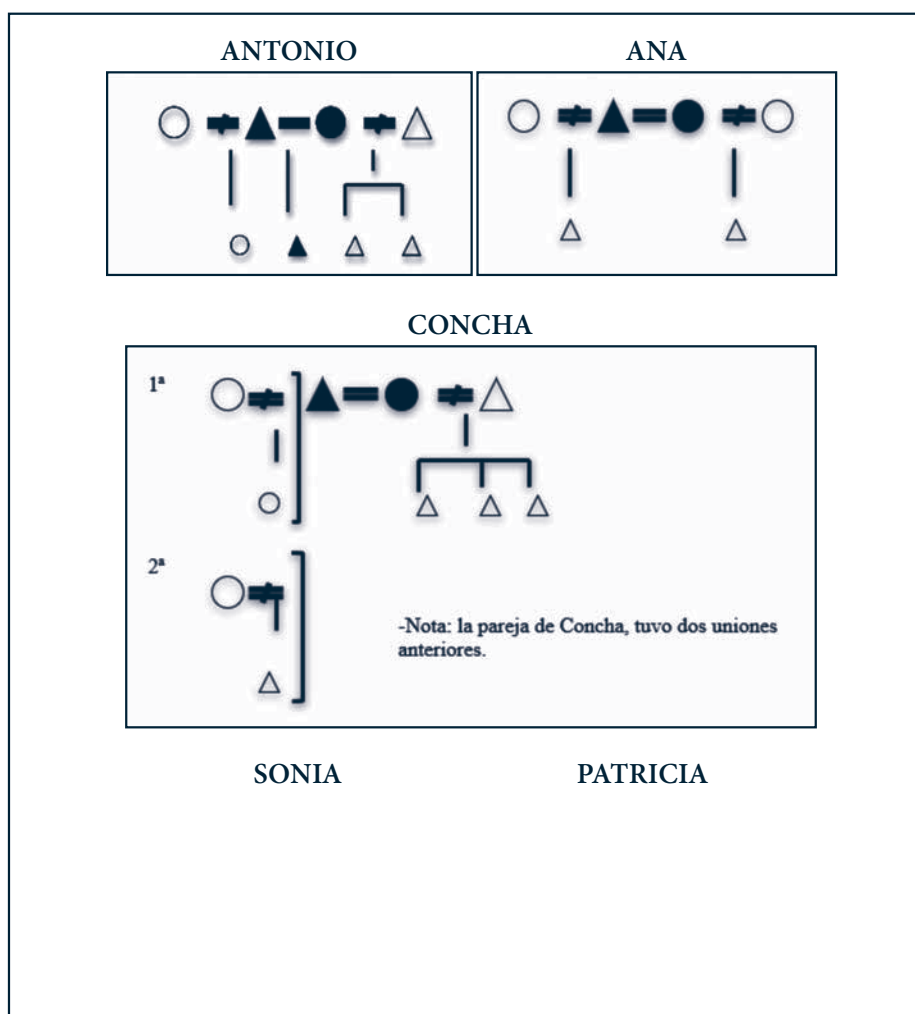 ANTONIO
ANA
CONCHA
1ª
2ª
-Nota: la pareja de Concha, tuvo dos uniones
anteriores.
SONIA
PATRICIA